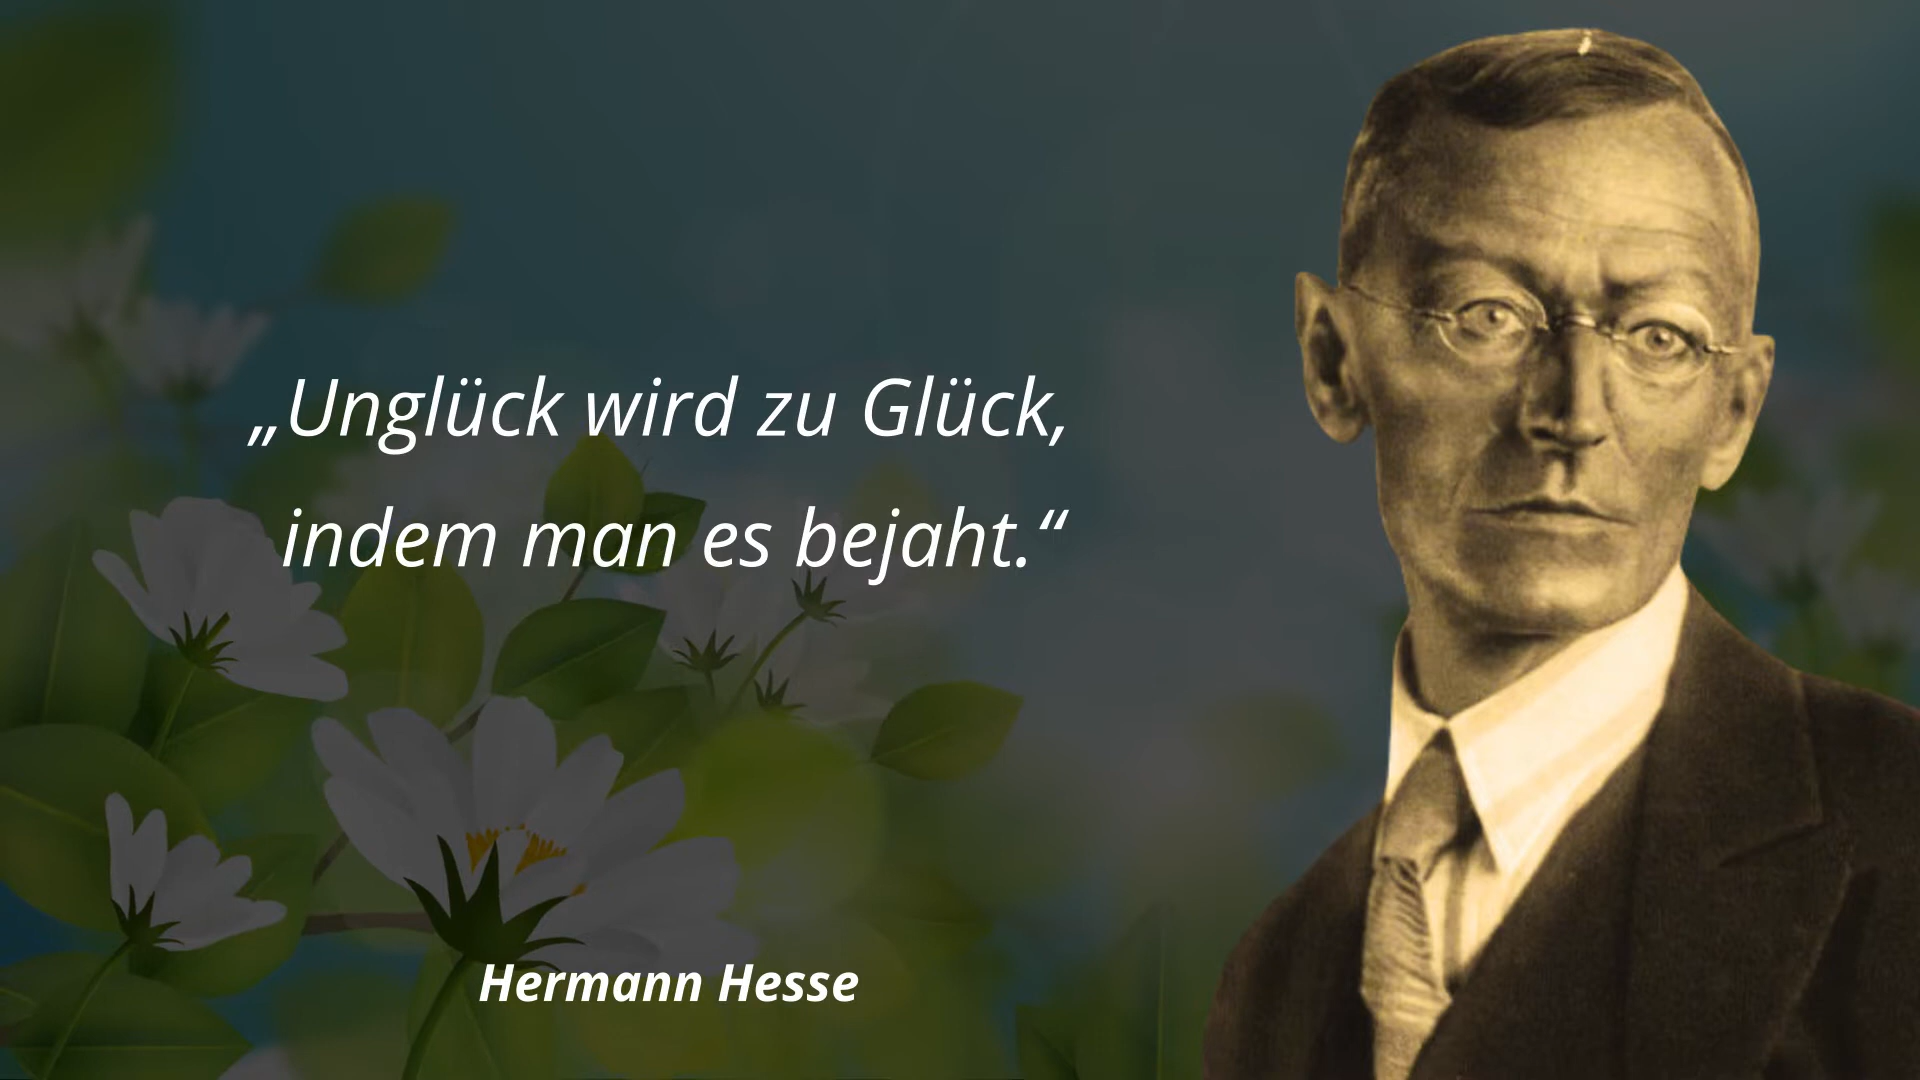 „Unglück wird zu Glück,
indem man es bejaht.“
Hermann Hesse